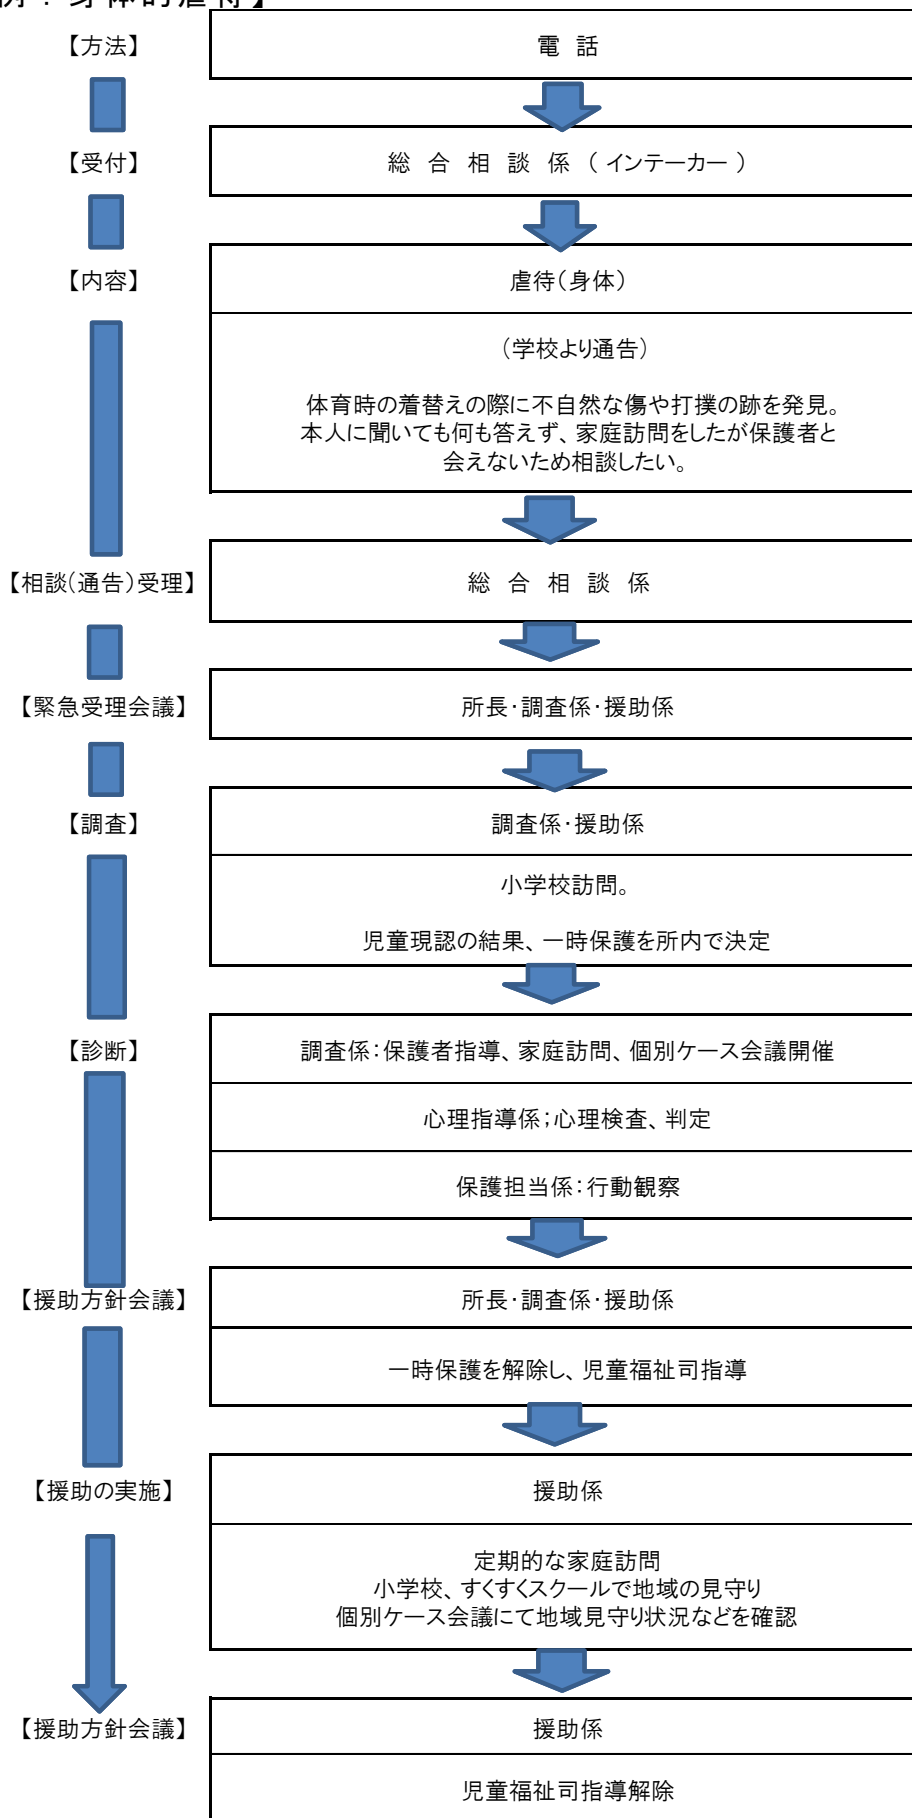 例：身体的虐待】
【方法】
電 話
【受付】
総 合 相 談 係 （ インテーカー ）
【内容】
虐待（身体）
（学校より通告）
体育時の着替えの際に不自然な傷や打撲の跡を発見。
本人に聞いても何も答えず、家庭訪問をしたが保護者と
会えないため相談したい。
【相談（通告）受理】
総 合 相 談 係
【緊急受理会議】
所長・調査係・援助係
【調査】
調査係・援助係
小学校訪問。
児童現認の結果、一時保護を所内で決定
【診断】
調査係：保護者指導、家庭訪問、個別ケース会議開催
心理指導係；心理検査、判定
保護担当係：行動観察
【援助方針会議】
所長・調査係・援助係
一時保護を解除し、児童福祉司指導
【援助の実施】
援助係
定期的な家庭訪問
小学校、すくすくスクールで地域の見守り
個別ケース会議にて地域見守り状況などを確認
【援助方針会議】
援助係
児童福祉司指導解除